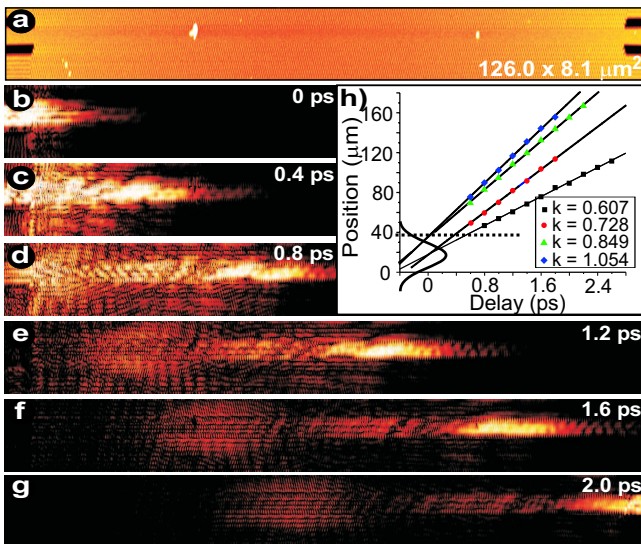 a
126.0 x 8.1 μm²
b
0 ps
c
0.4 ps
d
0.8 ps
e
1.2 ps
f
1.6 ps
g
2.0 ps
h)
160
120
80
40
0
Position (μm)
0 0.8 1.6 2.4
Delay (ps)
k = 0.607
k = 0.728
k = 0.849
k = 1.054